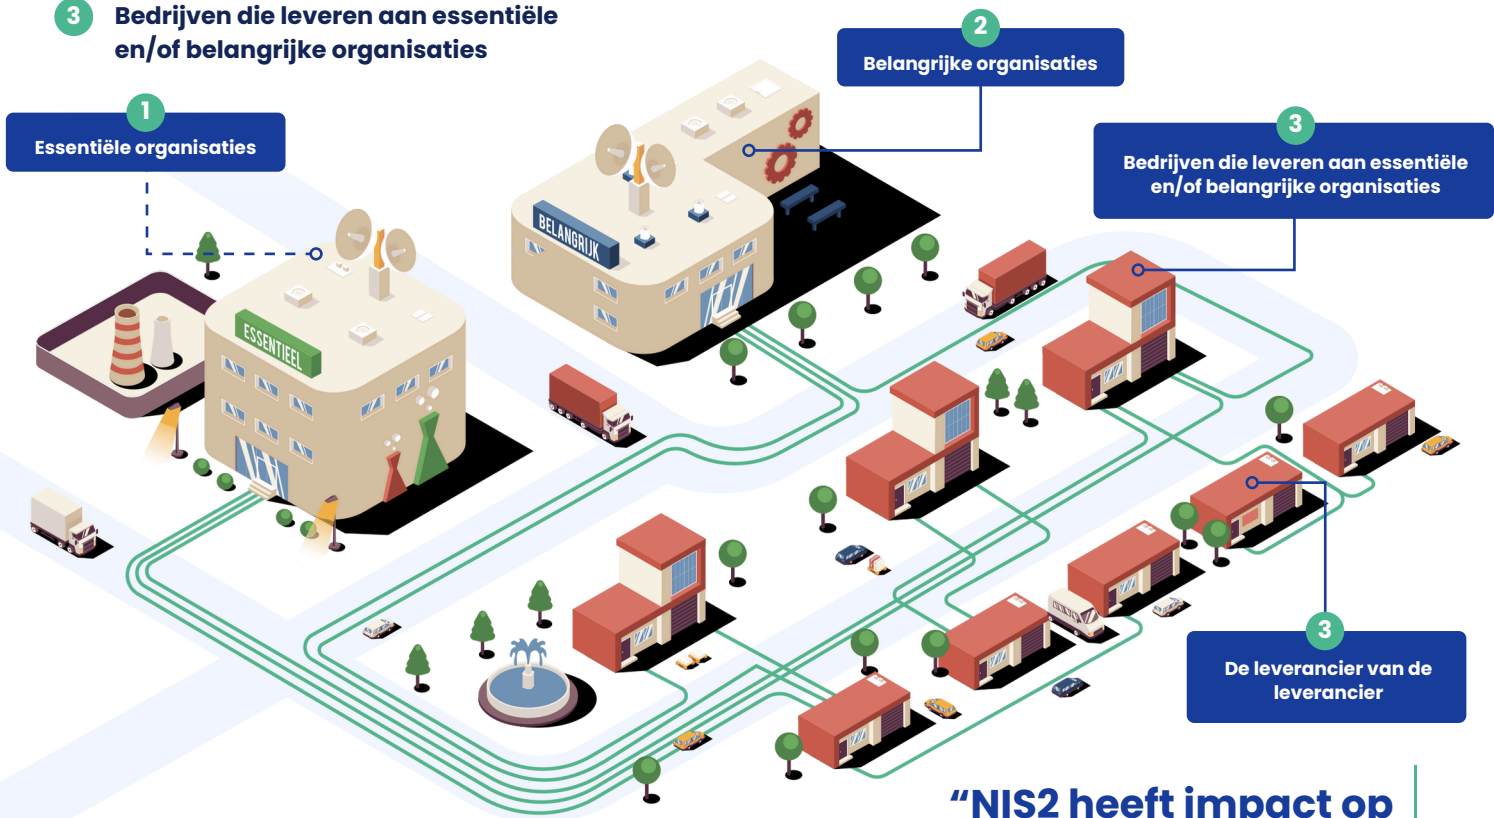 3 Bedrijven die leveren aan essentiële
en/of belangrijke organisaties
2
Belangrijke organisaties
1
Essentiële organisaties
3
Bedrijven die leveren aan essentiële
en/of belangrijke organisaties
BELANGRIJK
ESSENTIEEL
3
De leverancier van de
leverancier
“NIS2 heeft impact op